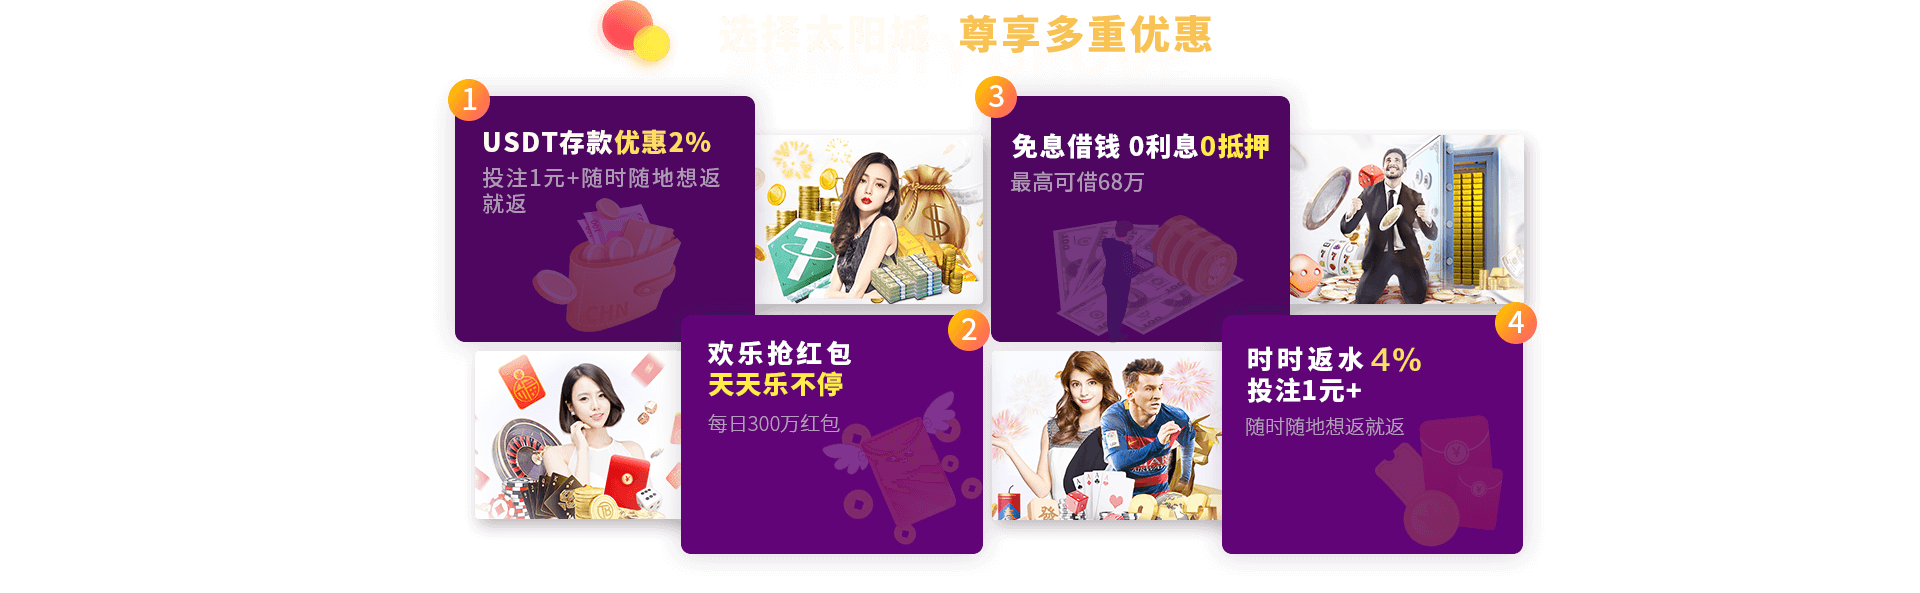 选择太阳城 尊享多重优惠
1
USDT存款优惠2%
投注1元+随时随地想返
就返
CHN
2
欢乐抢红包
天天乐不停
每日300万红包
3
免息借钱 0利息0抵押
最高可借68万
4
时时返水 4%
投注1元+
随时随地想返就返